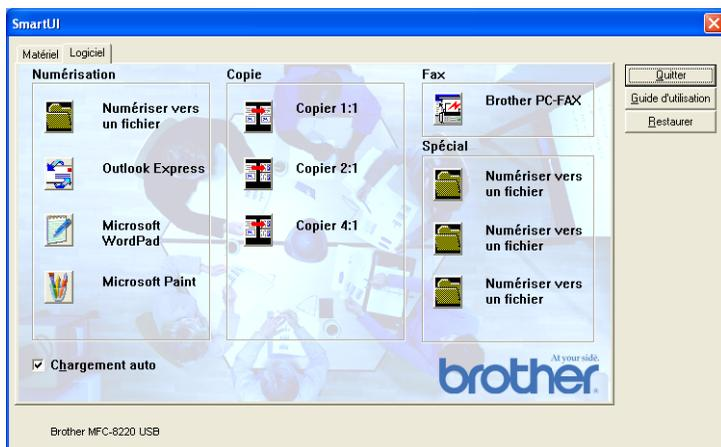 SmartUI
Matériel
Logiciel
Numérisation
Numériser vers
un fichier
Outlook Express
Microsoft
WordPad
Microsoft Paint
Copie
Copier 1:1
Copier 2:1
Copier 4:1
Fax
Brother PC-FAX
Spécial
Numériser vers
un fichier
Numériser vers
un fichier
Numériser vers
un fichier
Quitter
Guide d'utilisation
Restaurer
Chargement auto
At your side.
brother
Brother MFC-8220 USB